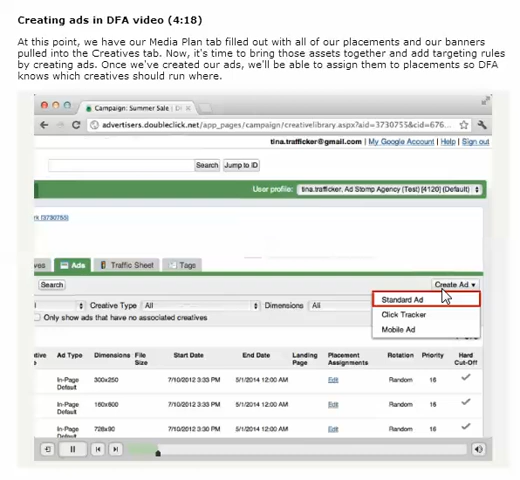 Creating ads in DFA video (4:18)
At this point, we have our Media Plan tab filled out with all of our placements and our banners
pulled into the Creatives tab. Now, it's time to bring those assets together and add targeting rules
by creating ads. Once we've created our ads, we'll be able to assign them to placements so DFA
knows which creatives should run where.
Campaign: Summer Sale | DF
advertisers.doubleclick.net/app_pages/campaign/creativelibrary.aspx?aid=3730755&cid=676...
tina.trafficker@gmail.com | My Google Account | Help | Sign out
Search Jump to ID
User profile: tina.trafficker, Ad Stomp Agency (Test) [4120] (Default)
(3730755)
ves Ads Traffic Sheet Tags
Search Create Ad
Creative Type All Dimensions All Standard Ad
Only show ads that have no associated creatives Click Tracker
Mobile Ad
tive Ad Type Dimensions File Size Start Date End Date Landing Page Placement Assignments Rotation Priority Hard Cut-Off
In-Page Default 300x250 7/10/2012 3:33 PM 5/1/2014 12:00 AM Edit Random 16
In-Page Default 160x600 7/10/2012 3:33 PM 5/1/2014 12:00 AM Edit Random 16
In-Page Default 728x90 7/10/2012 3:33 PM 5/1/2014 12:00 AM Edit Random 16